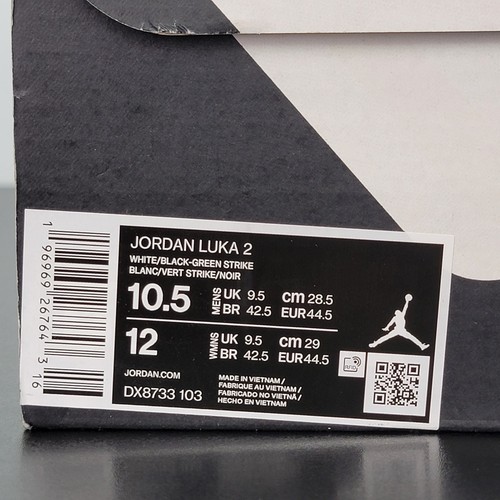 JORDAN LUKA 2
WHITE/BLACK-GREEN STRIKE
BLANC/VERT STRIKE/NOIR
10.5 MENS UK 9.5 cm 28.5
BR 42.5 EUR 44.5
12 WMNS UK 9.5 cm 29
BR 42.5 EUR 44.5
JORDAN.COM
DX8733 103
MADE IN VIETNAM /
FABRIQUE AU VIETNAM /
FABRICADO NO VIETNÃ /
HECHO EN VIETNAM
1 96969 26764 3 16